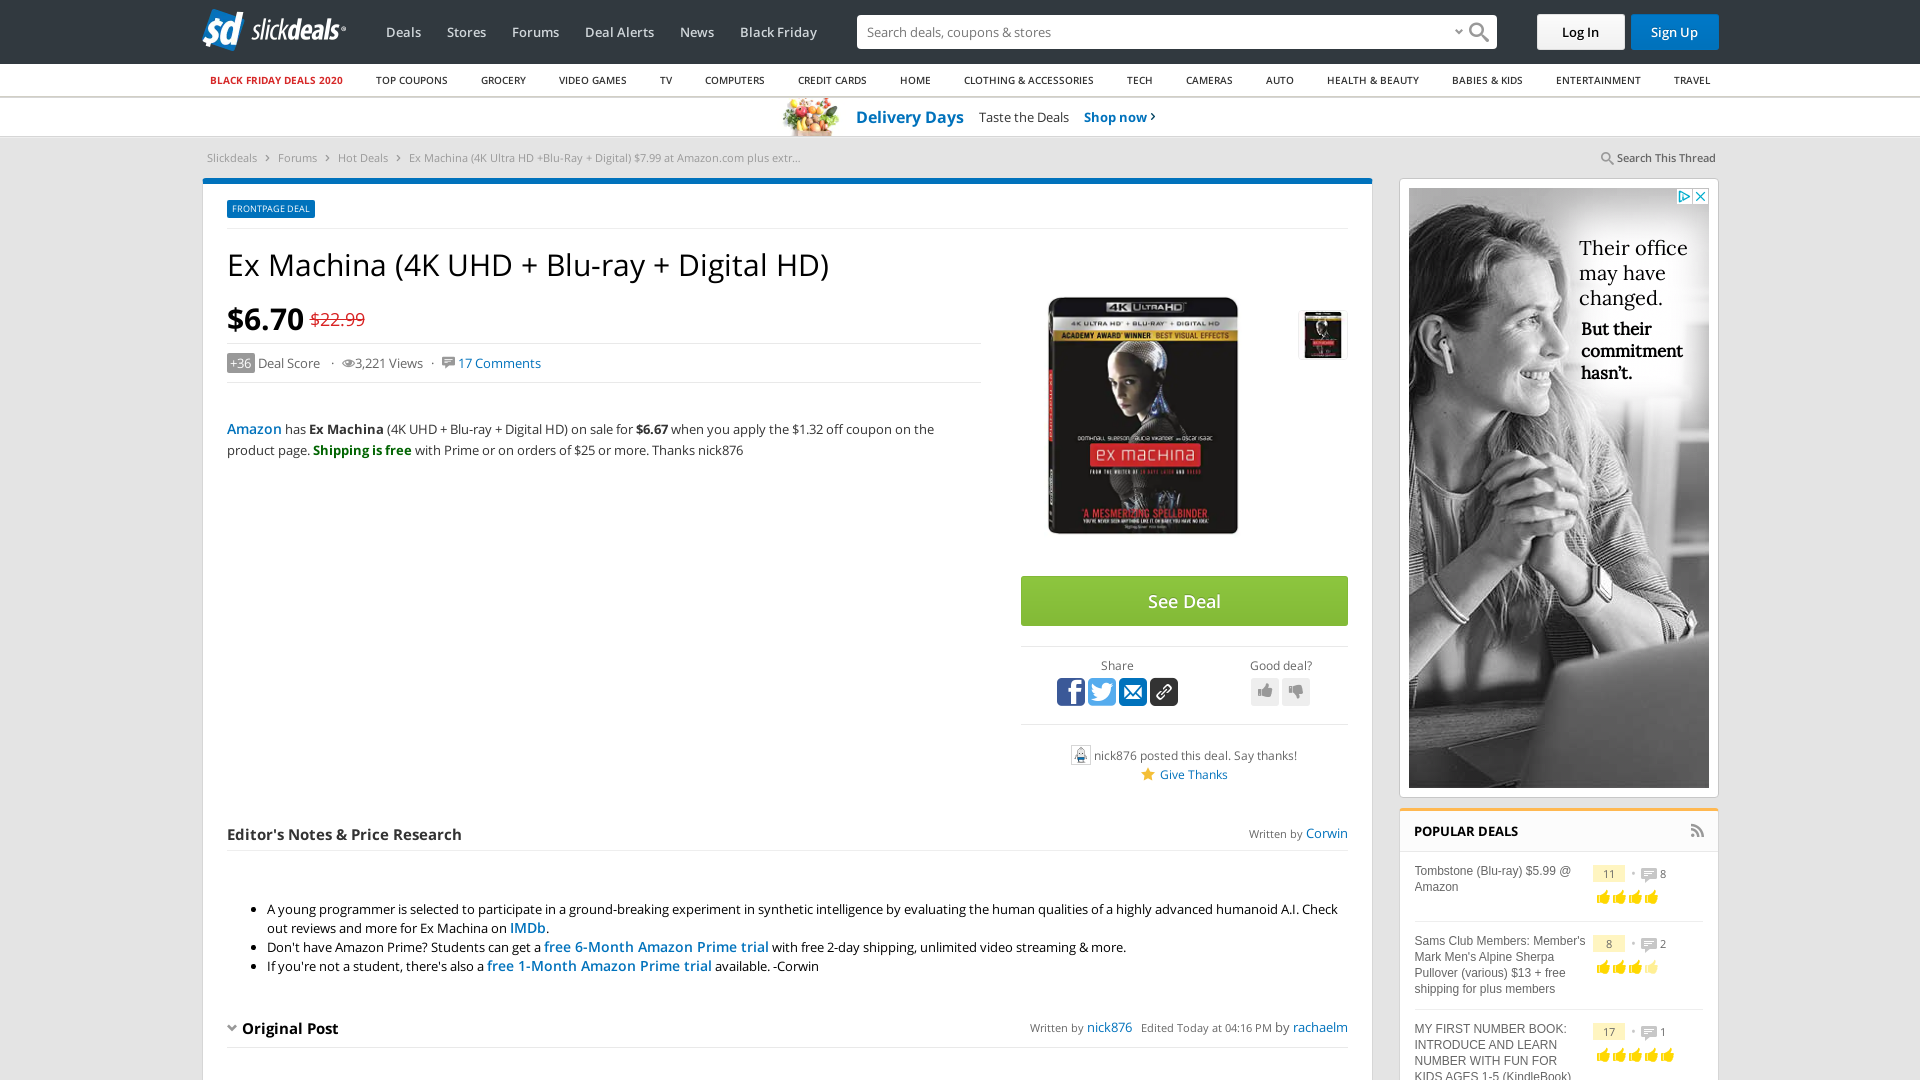 sd slickdeals
Deals
Stores
Forums
Deal Alerts
News
Black Friday
Search deals, coupons & stores
Log In
Sign Up
BLACK FRIDAY DEALS 2020
TOP COUPONS
GROCERY
VIDEO GAMES
TV
COMPUTERS
CREDIT CARDS
HOME
CLOTHING & ACCESSORIES
TECH
CAMERAS
AUTO
HEALTH & BEAUTY
BABIES & KIDS
ENTERTAINMENT
TRAVEL
Delivery Days Taste the Deals Shop now
Slickdeals > Forums > Hot Deals > Ex Machina (4K Ultra HD +Blu-Ray + Digital) $7.99 at Amazon.com plus extr...
Search This Thread
FRONTPAGE DEAL
Ex Machina (4K UHD + Blu-ray + Digital HD)
$6.70 $22.99
+36 Deal Score · 3,221 Views · 17 Comments
Amazon has Ex Machina (4K UHD + Blu-ray + Digital HD) on sale for $6.67 when you apply the $1.32 off coupon on the
product page. Shipping is free with Prime or on orders of $25 or more. Thanks nick876
4K ULTRAHD
4K ULTRA HD + BLU-RAY + DIGITAL HD
ACADEMY AWARD WINNER BEST VISUAL EFFECTS
DOMHNALL GLEESON ALICIA VIKANDER AND OSCAR ISAAC
ex machina
"A MESMERIZING SPELLBINDER
See Deal
Share
Good deal?
nick876 posted this deal. Say thanks!
Give Thanks
Editor's Notes & Price Research
Written by Corwin
• A young programmer is selected to participate in a ground-breaking experiment in synthetic intelligence by evaluating the human qualities of a highly advanced humanoid A.I. Check
out reviews and more for Ex Machina on IMDb.
• Don't have Amazon Prime? Students can get a free 6-Month Amazon Prime trial with free 2-day shipping, unlimited video streaming & more.
• If you're not a student, there's also a free 1-Month Amazon Prime trial available. -Corwin
Original Post
Written by nick876 Edited Today at 04:16 PM by rachaelm
Their office
may have
changed.
But their
commitment
hasn't.
POPULAR DEALS
Tombstone (Blu-ray) $5.99 @
Amazon
11 • 8
Sams Club Members: Member's
Mark Men's Alpine Sherpa
Pullover (various) $13 + free
shipping for plus members
8 • 2
MY FIRST NUMBER BOOK:
INTRODUCE AND LEARN
NUMBER WITH FUN FOR
KIDS AGES 1-5 (KindleBook)
17 • 1